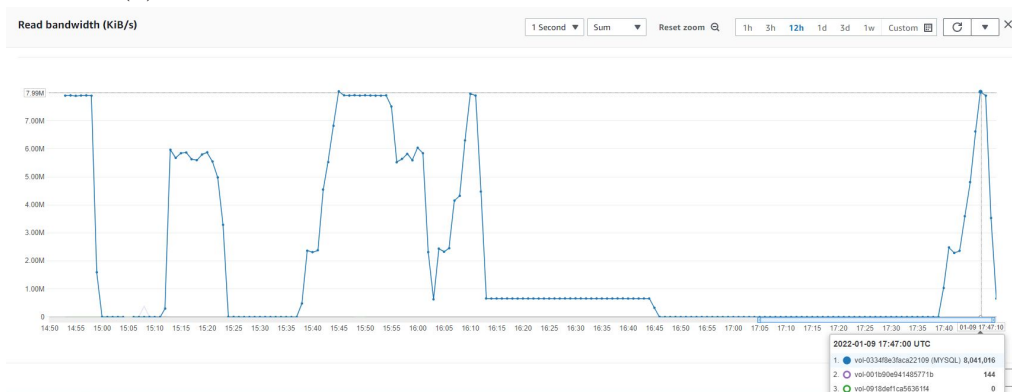 Read bandwidth (KiB/s)
1 Second ▼ Sum ▼ Reset zoom 1h 3h 12h 1d 3d 1w Custom
7.99M
7.00M
6.00M
5.00M
4.00M
3.00M
2.00M
1.00M
0
14:50 14:55 15:00 15:05 15:10 15:15 15:20 15:25 15:30 15:35 15:40 15:45 15:50 15:55 16:00 16:05 16:10 16:15 16:20 16:25 16:30 16:35 16:40 16:45 16:50 16:55 17:00 17:05 17:10 17:15 17:20 17:25 17:30 17:35 17:40 01-09 17:47:10
2022-01-09 17:47:00 UTC
1. vol-0334f8e3faca22109 (MYSQL) 8,041,016
2. vol-001b90e941485771b 144
3. vol-0918def1ca56361f4 0